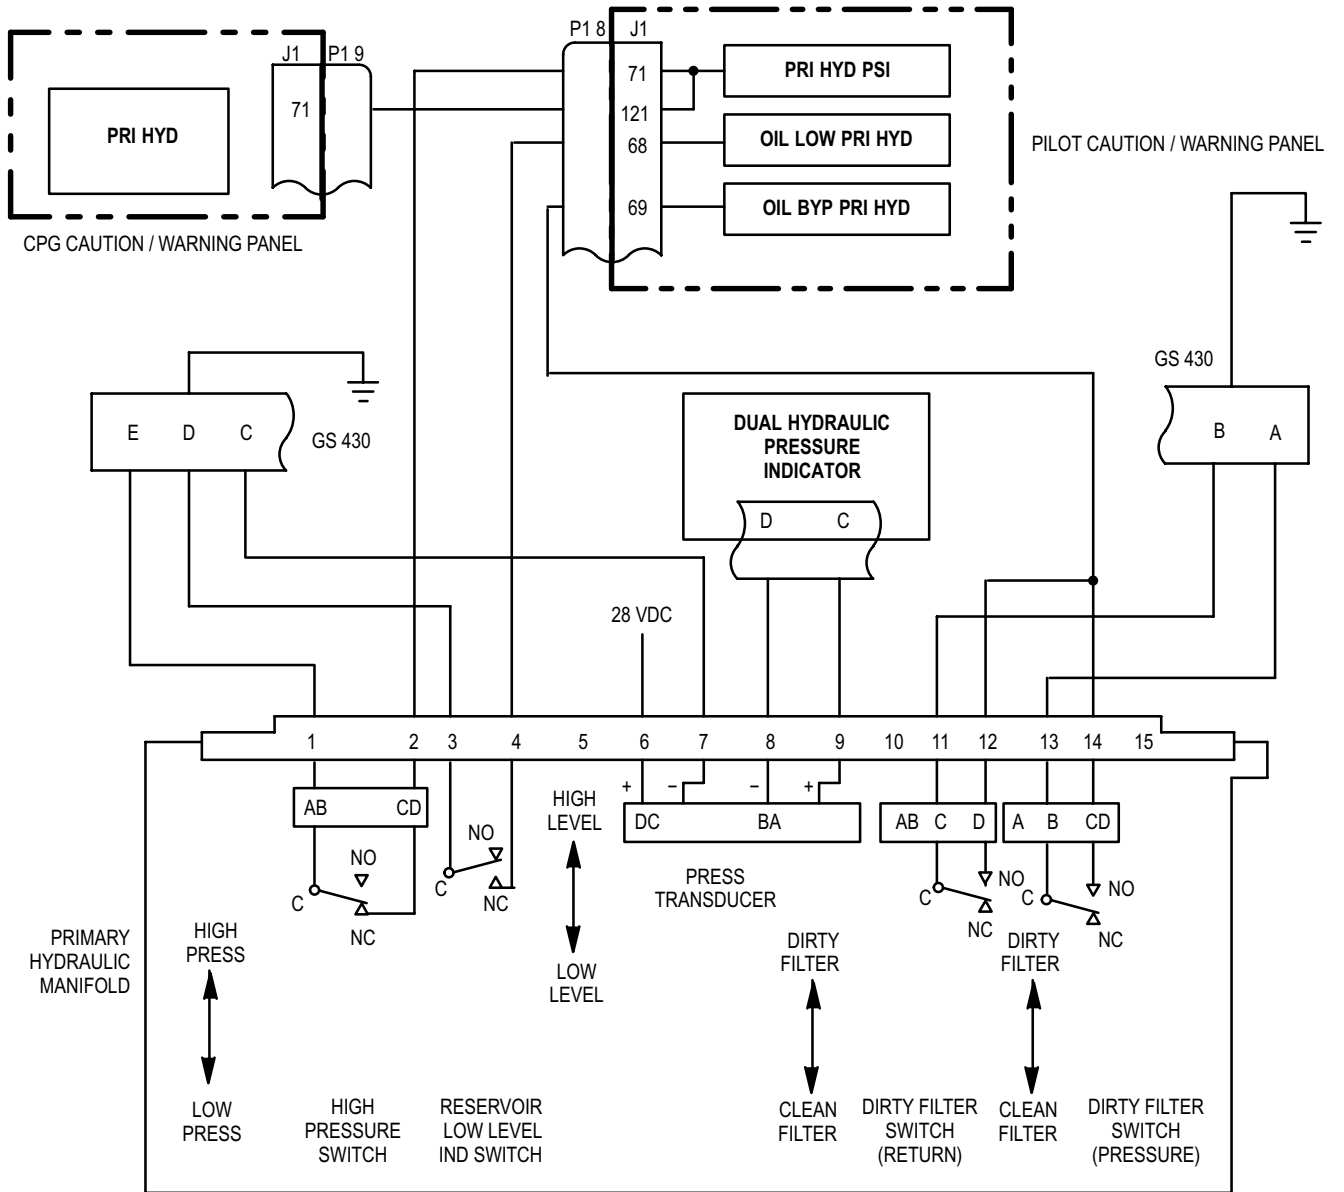 P1 8 J1
J1 P1 9
71 PRI HYD PSI
71
121
PRI HYD
68 OIL LOW PRI HYD
PILOT CAUTION / WARNING PANEL
69 OIL BYP PRI HYD
CPG CAUTION / WARNING PANEL
GS 430
E D C
GS 430
DUAL HYDRAULIC
PRESSURE
INDICATOR
B A
D C
28 VDC
1 2 3 4 5 6 7 8 9 10 11 12 13 14 15
+ − − +
AB CD
HIGH
LEVEL
DC BA
AB C D
A B CD
NO
NO
C
NC
C
NC
PRESS
TRANSDUCER
NO
C
NC
NO
C
NC
PRIMARY
HYDRAULIC
MANIFOLD
HIGH
PRESS
LOW
LEVEL
DIRTY
FILTER
DIRTY
FILTER
LOW
PRESS
HIGH
PRESSURE
SWITCH
RESERVOIR
LOW LEVEL
IND SWITCH
CLEAN
FILTER
DIRTY FILTER
SWITCH
(RETURN)
CLEAN
FILTER
DIRTY FILTER
SWITCH
(PRESSURE)